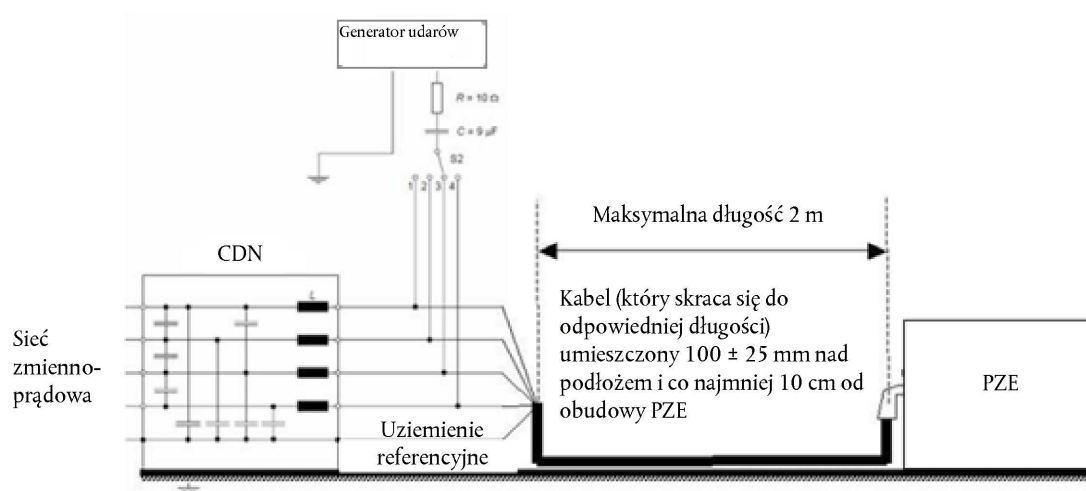 Generator udarów
R = 10 Ω
C = 9 µF
S2
1 2 3 4
Maksymalna długość 2 m
CDN
L
Kabel (który skraca się do
odpowiedniej długości)
umieszczony 100 ± 25 mm nad
podłożem i co najmniej 10 cm od
obudowy PZE
Sieć
zmienno-
prądowa
PZE
Uziemienie
referencyjne